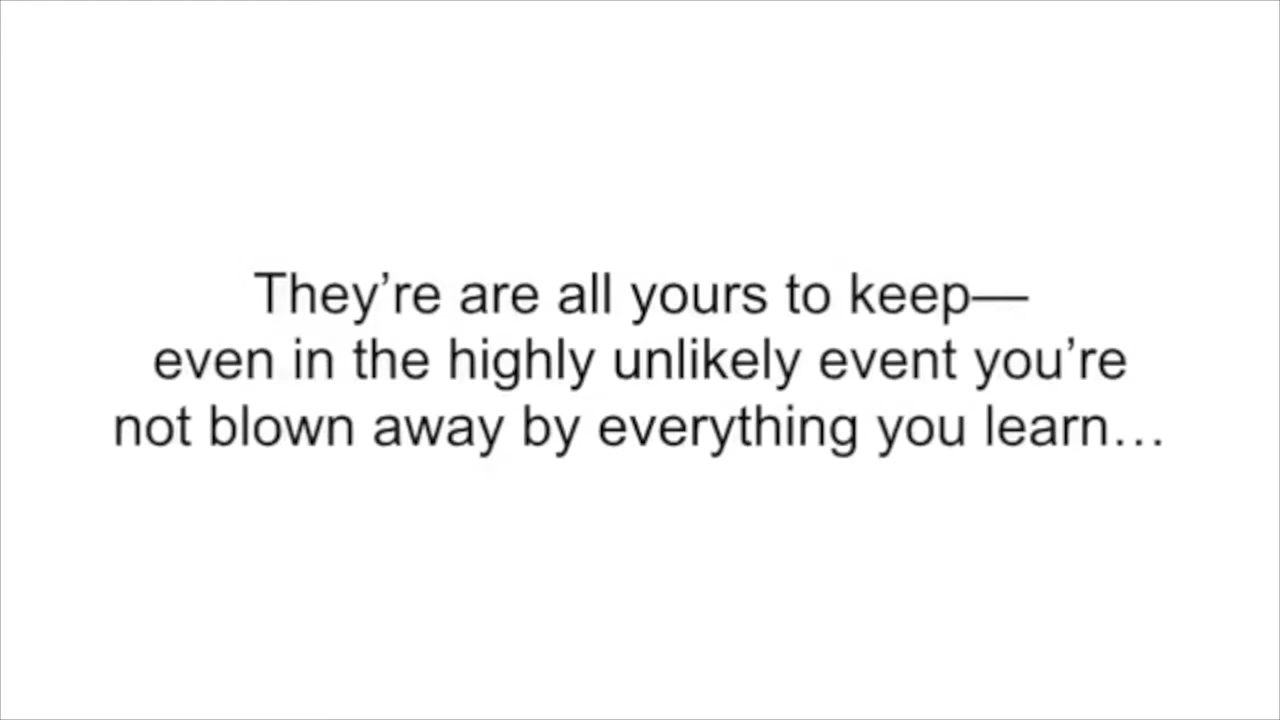 They’re are all yours to keep—
even in the highly unlikely event you’re
not blown away by everything you learn…